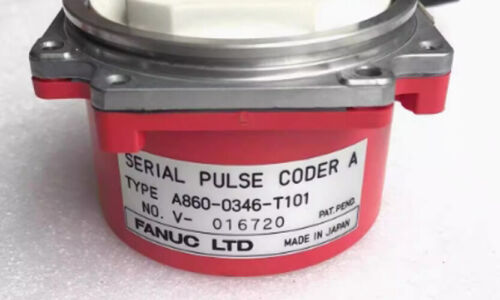 SERIAL PULSE CODER A
TYPE A860-0346-T101
NO. V- 016720 PAT.PEND.
FANUC LTD MADE IN JAPAN